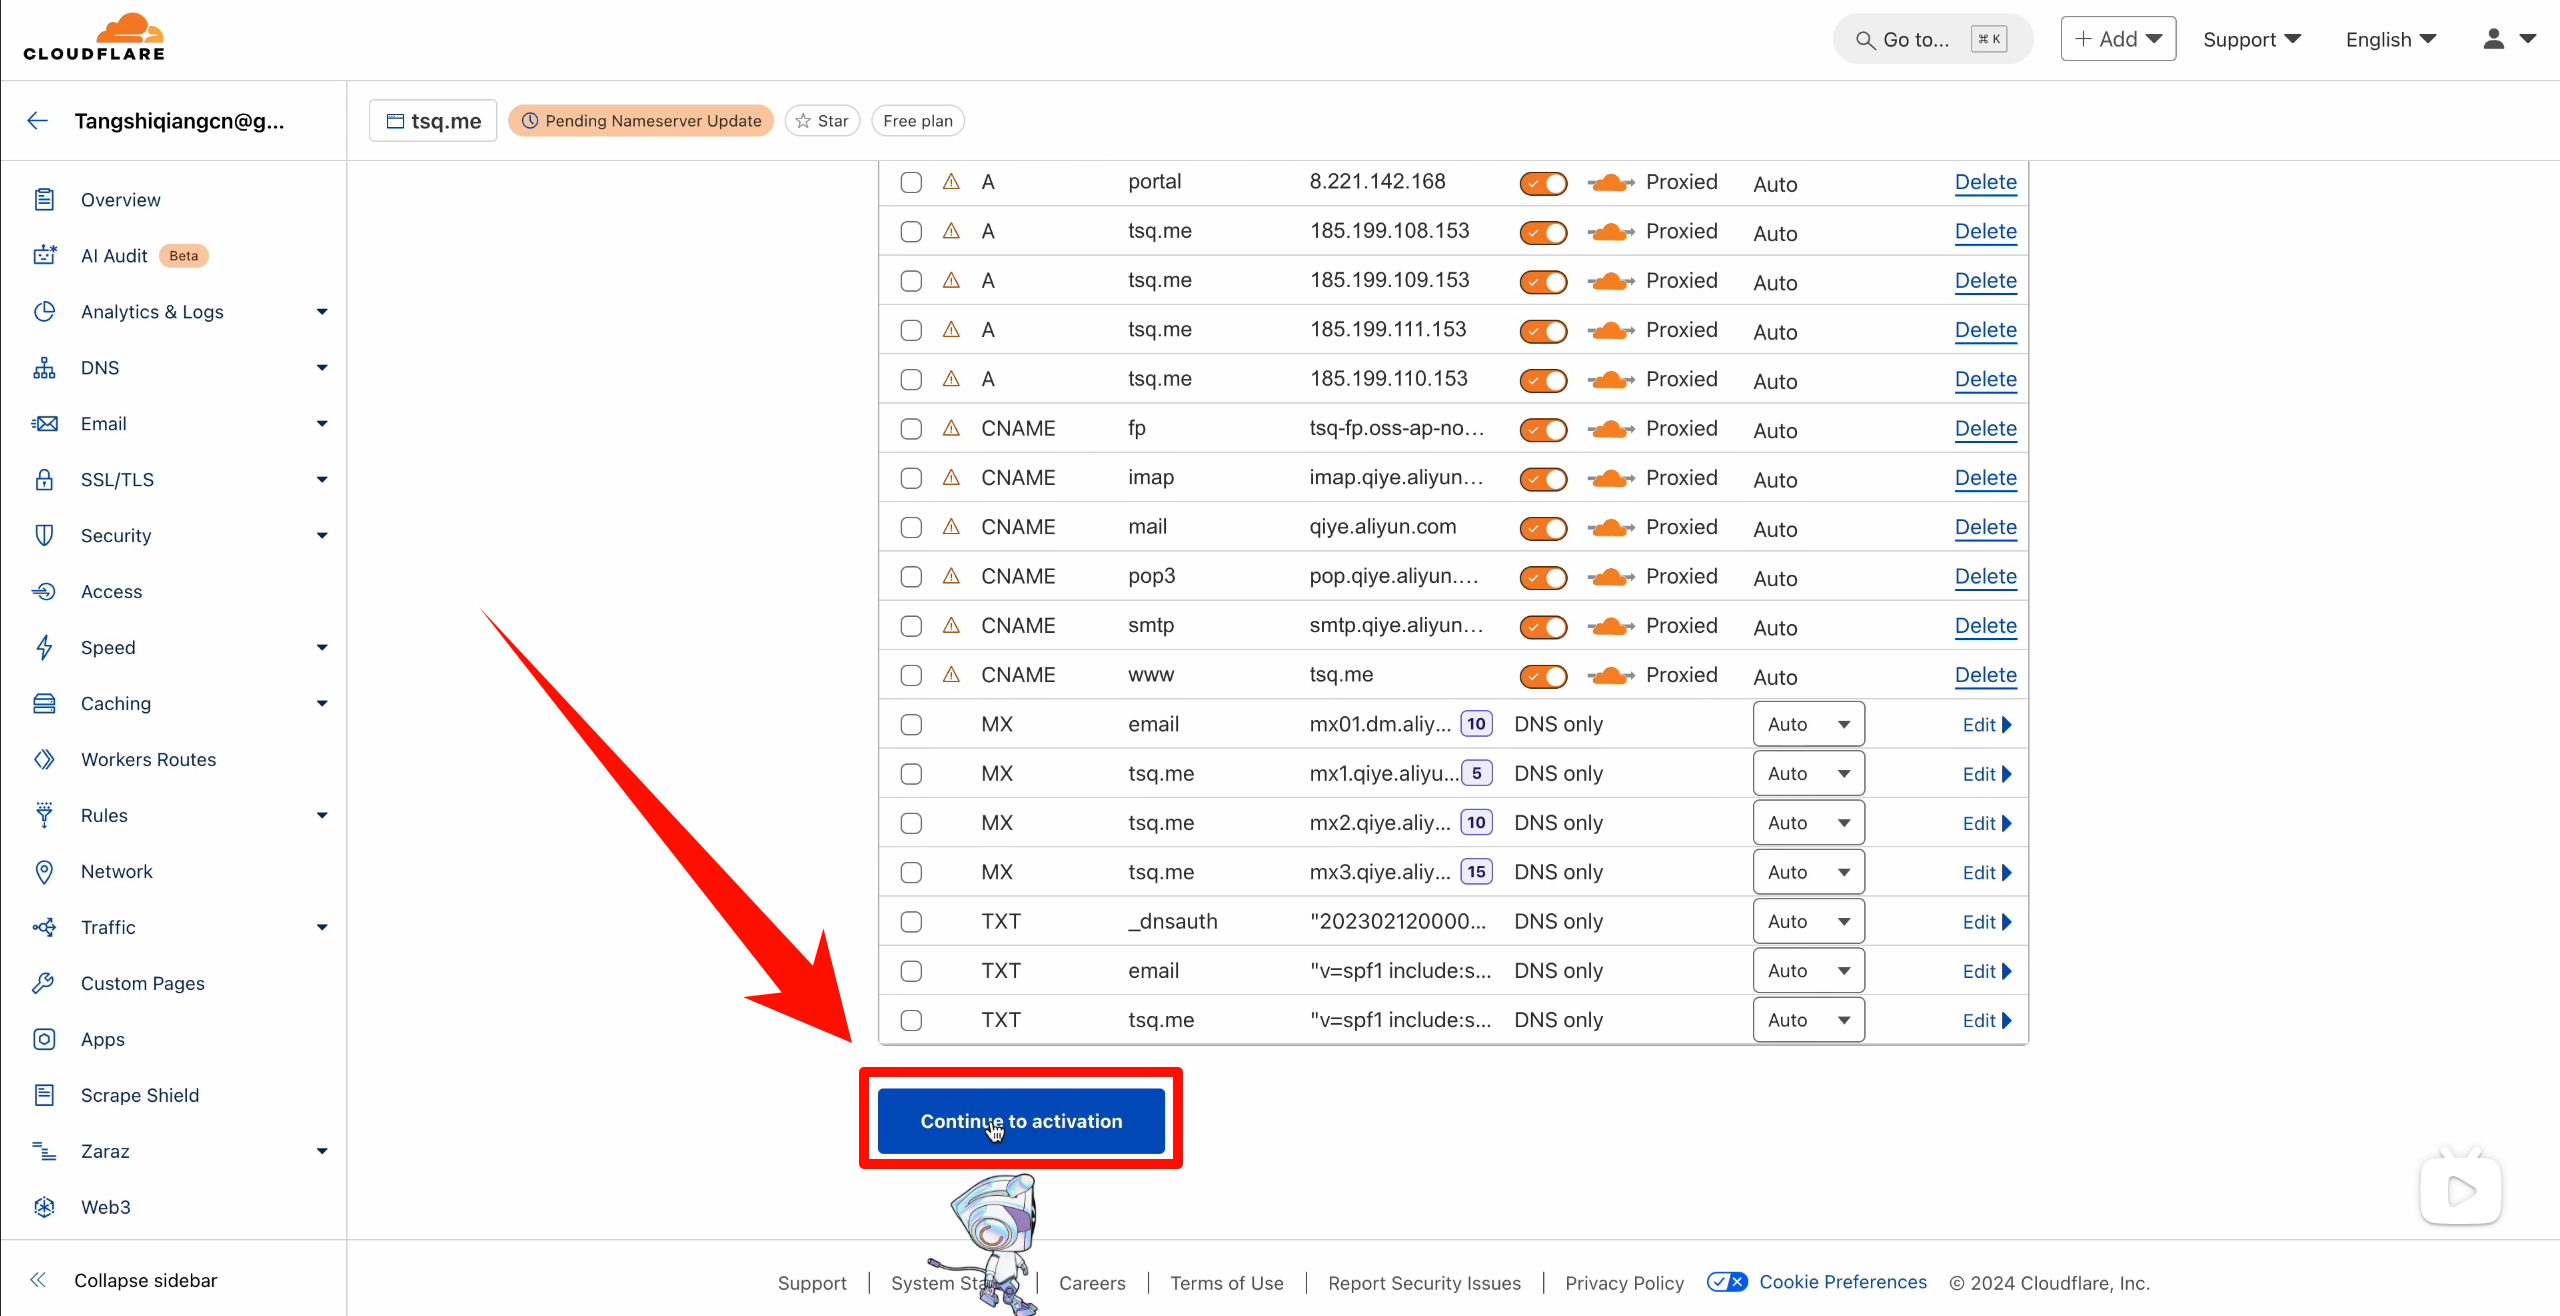 CLOUDFLARE
Go to... ⌘ K + Add Support English
Tangshiqiangcn@g...
tsq.me Pending Nameserver Update Star Free plan
Overview
AI Audit Beta
Analytics & Logs
DNS
Email
SSL/TLS
Security
Access
Speed
Caching
Workers Routes
Rules
Network
Traffic
Custom Pages
Apps
Scrape Shield
Zaraz
Web3
Collapse sidebar
A portal 8.221.142.168 Proxied Auto Delete
A tsq.me 185.199.108.153 Proxied Auto Delete
A tsq.me 185.199.109.153 Proxied Auto Delete
A tsq.me 185.199.111.153 Proxied Auto Delete
A tsq.me 185.199.110.153 Proxied Auto Delete
CNAME fp tsq-fp.oss-ap-no... Proxied Auto Delete
CNAME imap imap.qiye.aliyun... Proxied Auto Delete
CNAME mail qiye.aliyun.com Proxied Auto Delete
CNAME pop3 pop.qiye.aliyun.... Proxied Auto Delete
CNAME smtp smtp.qiye.aliyun... Proxied Auto Delete
CNAME www tsq.me Proxied Auto Delete
MX email mx01.dm.aliy... 10 DNS only Auto Edit
MX tsq.me mx1.qiye.aliyu... 5 DNS only Auto Edit
MX tsq.me mx2.qiye.aliy... 10 DNS only Auto Edit
MX tsq.me mx3.qiye.aliy... 15 DNS only Auto Edit
TXT _dnsauth "202302120000... DNS only Auto Edit
TXT email "v=spf1 include:s... DNS only Auto Edit
TXT tsq.me "v=spf1 include:s... DNS only Auto Edit
Continue to activation
Support | System | Careers | Terms of Use | Report Security Issues | Privacy Policy Cookie Preferences © 2024 Cloudflare, Inc.